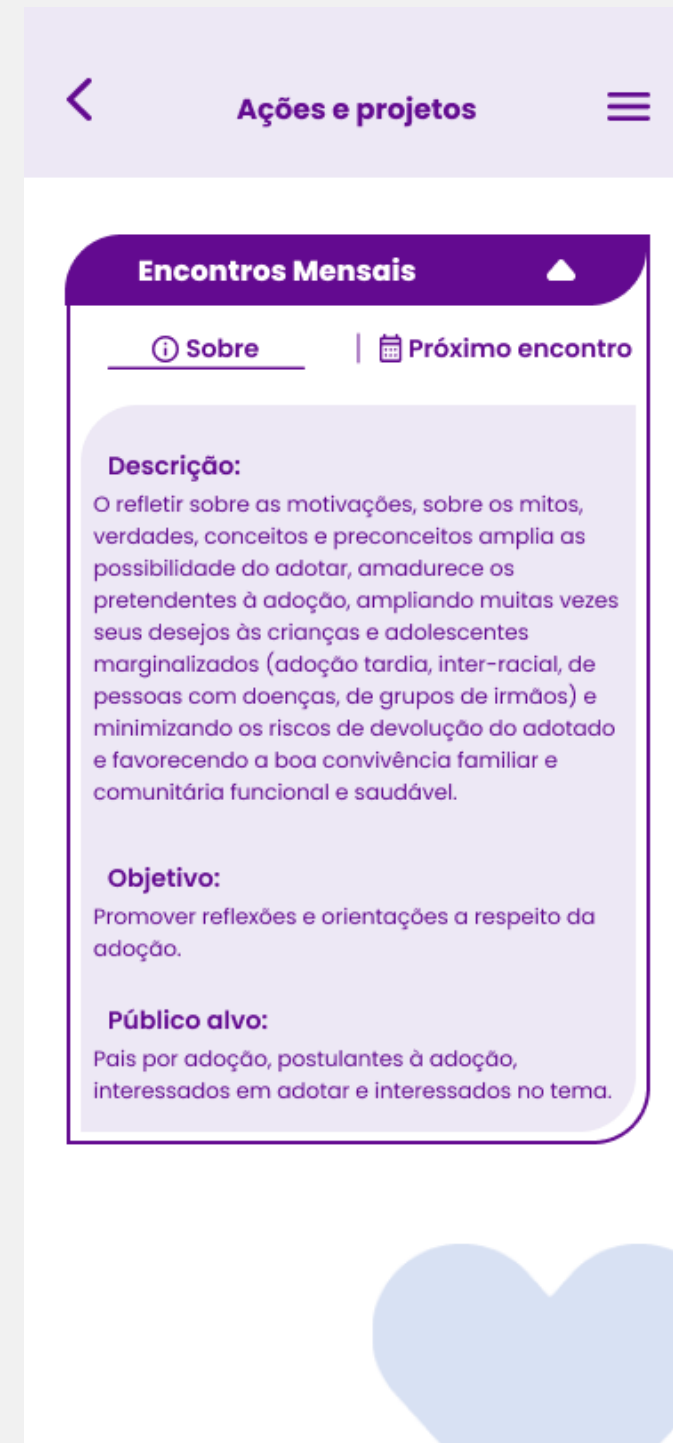 Ações e projetos
Encontros Mensais
Sobre
Próximo encontro
Descrição:
O refletir sobre as motivações, sobre os mitos,
verdades, conceitos e preconceitos amplia as
possibilidade do adotar, amadurece os
pretendentes à adoção, ampliando muitas vezes
seus desejos às crianças e adolescentes
marginalizados (adoção tardia, inter-racial, de
pessoas com doenças, de grupos de irmãos) e
minimizando os riscos de devolução do adotado
e favorecendo a boa convivência familiar e
comunitária funcional e saudável.
Objetivo:
Promover reflexões e orientações a respeito da
adoção.
Público alvo:
Pais por adoção, postulantes à adoção,
interessados em adotar e interessados no tema.